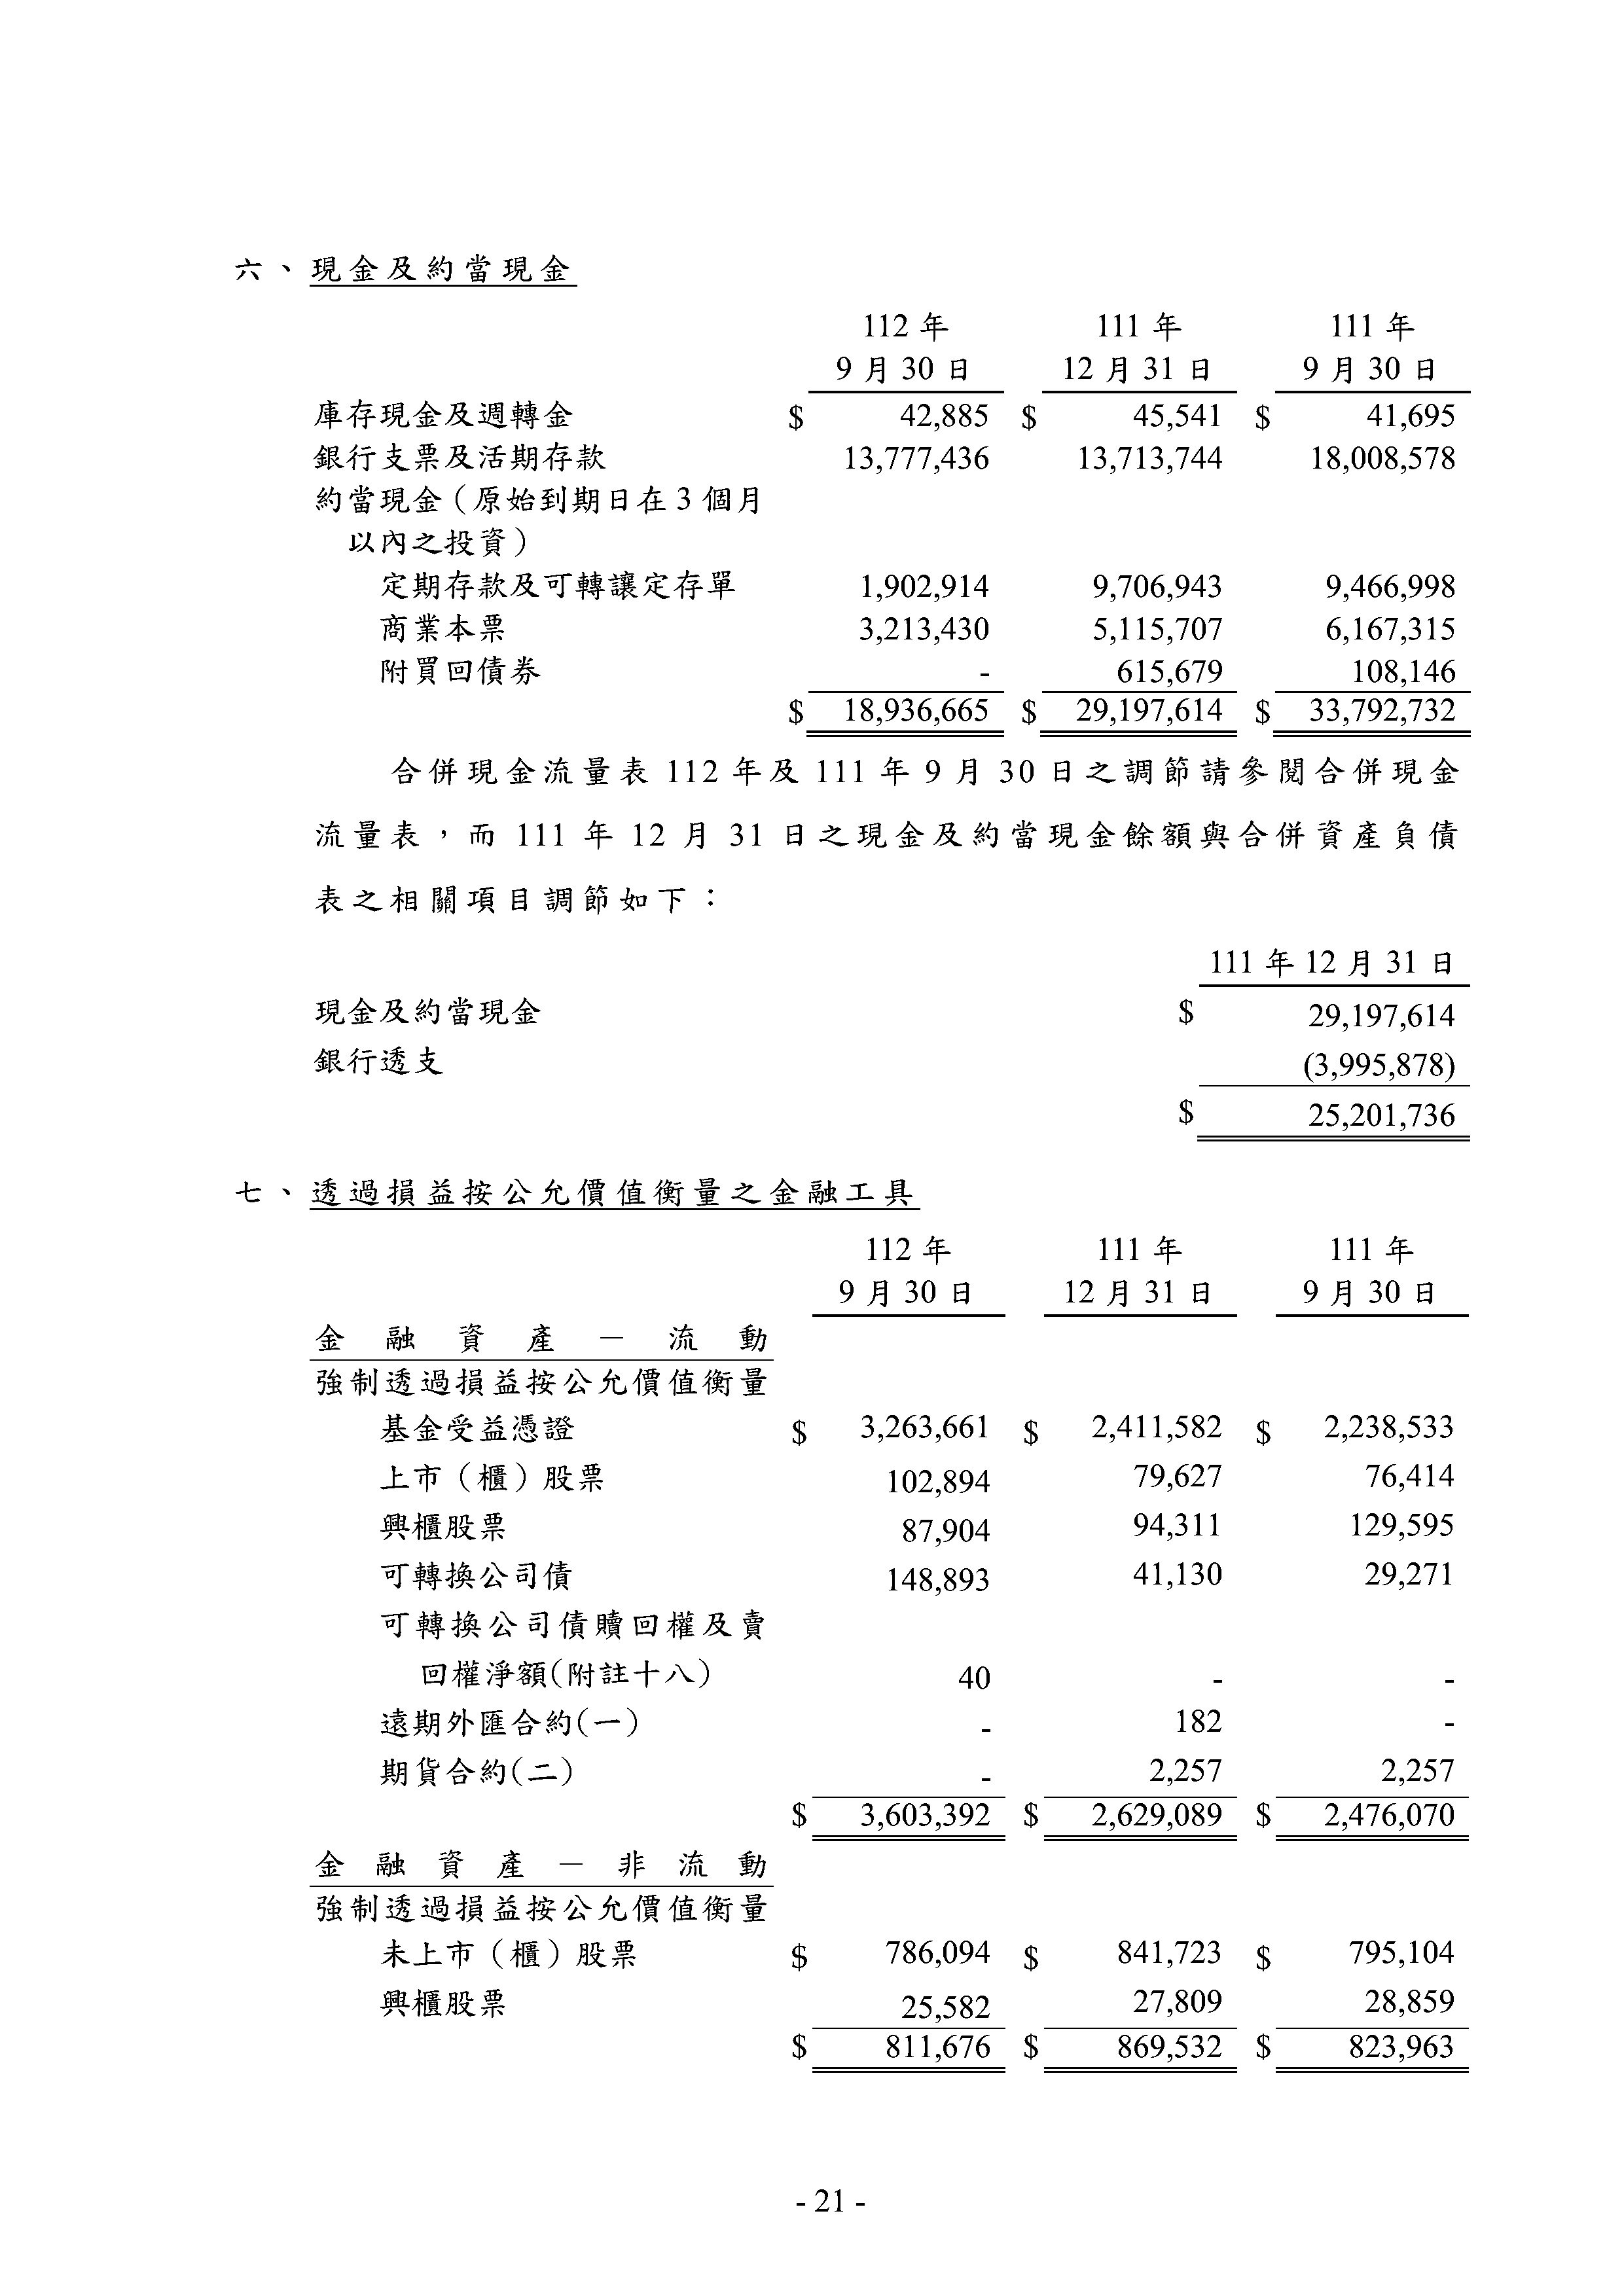 六、現金及約當現金
112 年 111 年 111 年
9 月 30 日 12 月 31 日 9 月 30 日
庫存現金及週轉金 $ 42,885 $ 45,541 $ 41,695
銀行支票及活期存款 13,777,436 13,713,744 18,008,578
約當現金（原始到期日在 3 個月
以內之投資）
定期存款及可轉讓定存單 1,902,914 9,706,943 9,466,998
商業本票 3,213,430 5,115,707 6,167,315
附買回債券 - 615,679 108,146
$ 18,936,665 $ 29,197,614 $ 33,792,732
合併現金流量表 112 年及 111 年 9 月 30 日之調節請參閱合併現金
流量表，而 111 年 12 月 31 日之現金及約當現金餘額與合併資產負債
表之相關項目調節如下：
111 年 12 月 31 日
現金及約當現金 $ 29,197,614
銀行透支 (3,995,878)
$ 25,201,736
七、透過損益按公允價值衡量之金融工具
112 年 111 年 111 年
9 月 30 日 12 月 31 日 9 月 30 日
金融資產－流動
強制透過損益按公允價值衡量
基金受益憑證 $ 3,263,661 $ 2,411,582 $ 2,238,533
上市（櫃）股票 102,894 79,627 76,414
興櫃股票 87,904 94,311 129,595
可轉換公司債 148,893 41,130 29,271
可轉換公司債贖回權及賣
回權淨額(附註十八) 40 - -
遠期外匯合約(一) - 182 -
期貨合約(二) - 2,257 2,257
$ 3,603,392 $ 2,629,089 $ 2,476,070
金融資產－非流動
強制透過損益按公允價值衡量
未上市（櫃）股票 $ 786,094 $ 841,723 $ 795,104
興櫃股票 25,582 27,809 28,859
$ 811,676 $ 869,532 $ 823,963
- 21 -